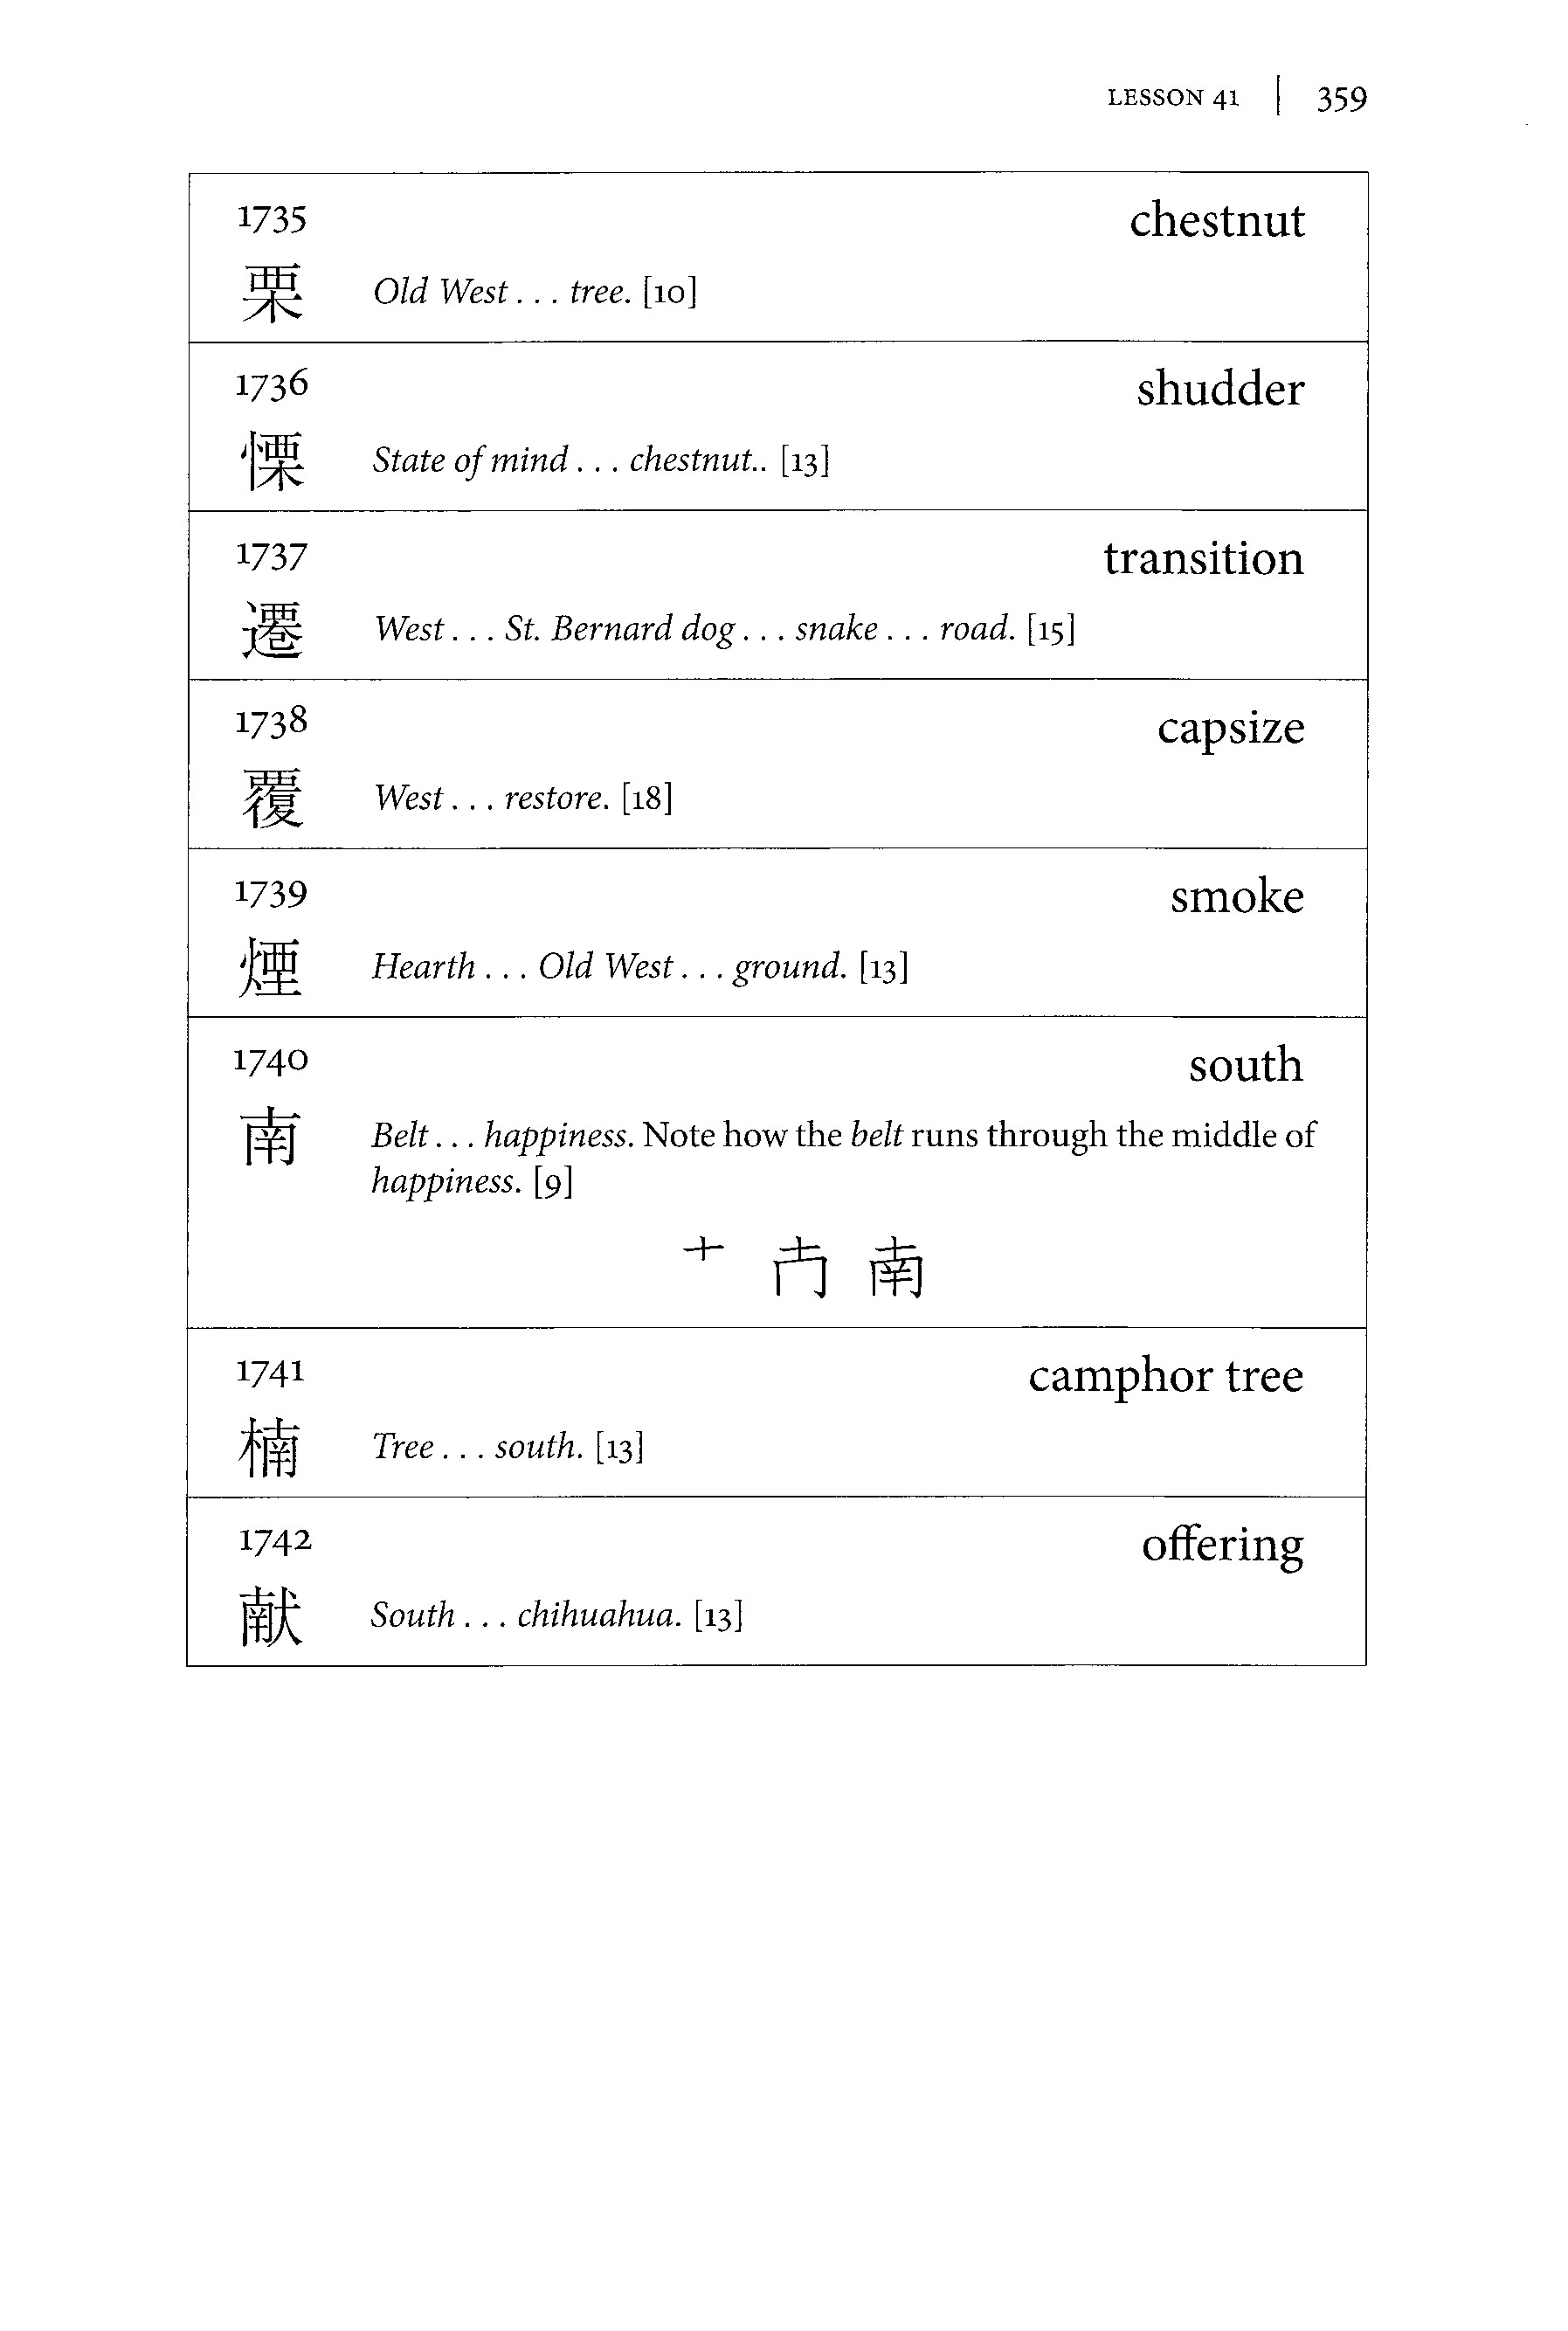 LESSON 41 | 359
1735 chestnut
栗 Old West . . . tree. [10]
1736 shudder
慄 State of mind . . . chestnut.. [13]
1737 transition
遷 West . . . St. Bernard dog . . . snake . . . road. [15]
1738 capsize
覆 West . . . restore. [18]
1739 smoke
煙 Hearth . . . Old West . . . ground. [13]
1740 south
南 Belt . . . happiness. Note how the belt runs through the middle of
happiness. [9]
十 冇 南
1741 camphor tree
楠 Tree . . . south. [13]
1742 offering
献 South . . . chihuahua. [13]